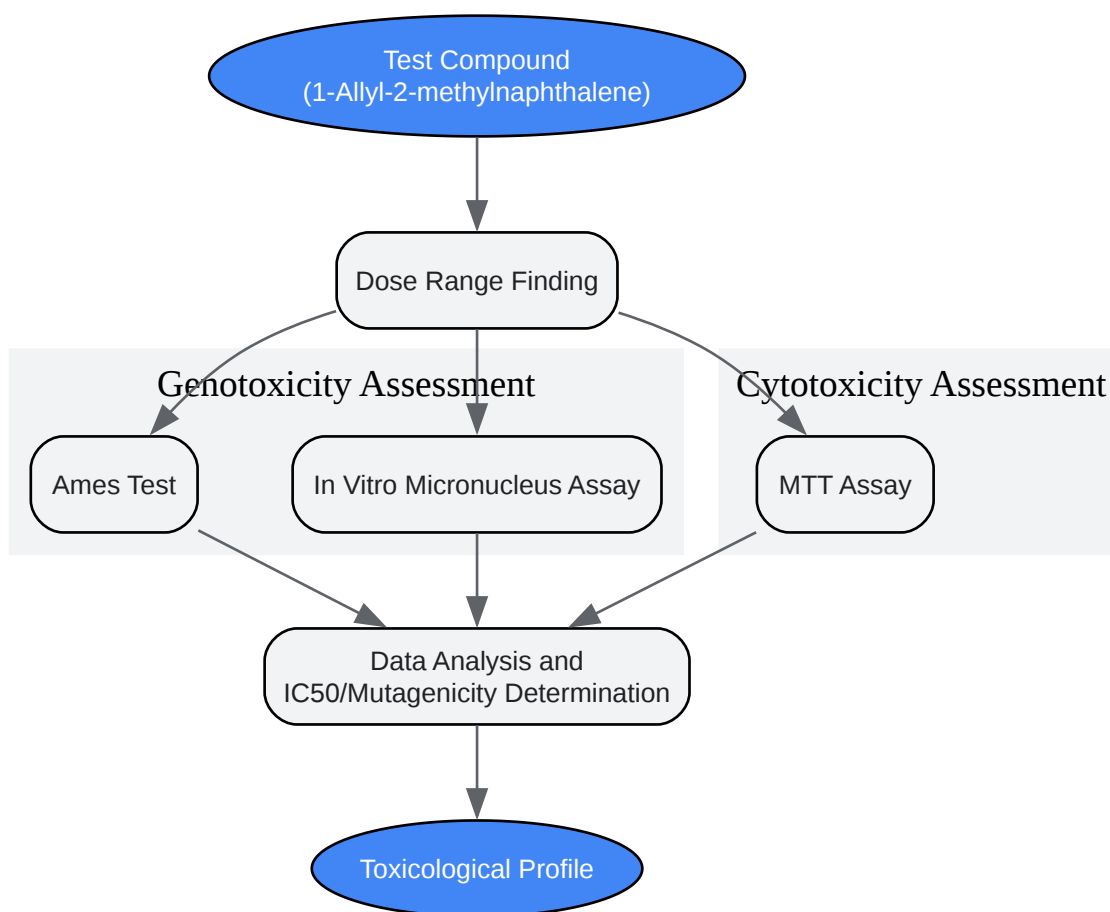 Test Compound
(1-Allyl-2-methylnaphthalene)
Dose Range Finding
Genotoxicity Assessment
Cytotoxicity Assessment
Ames Test
In Vitro Micronucleus Assay
MTT Assay
Data Analysis and
IC50/Mutagenicity Determination
Toxicological Profile